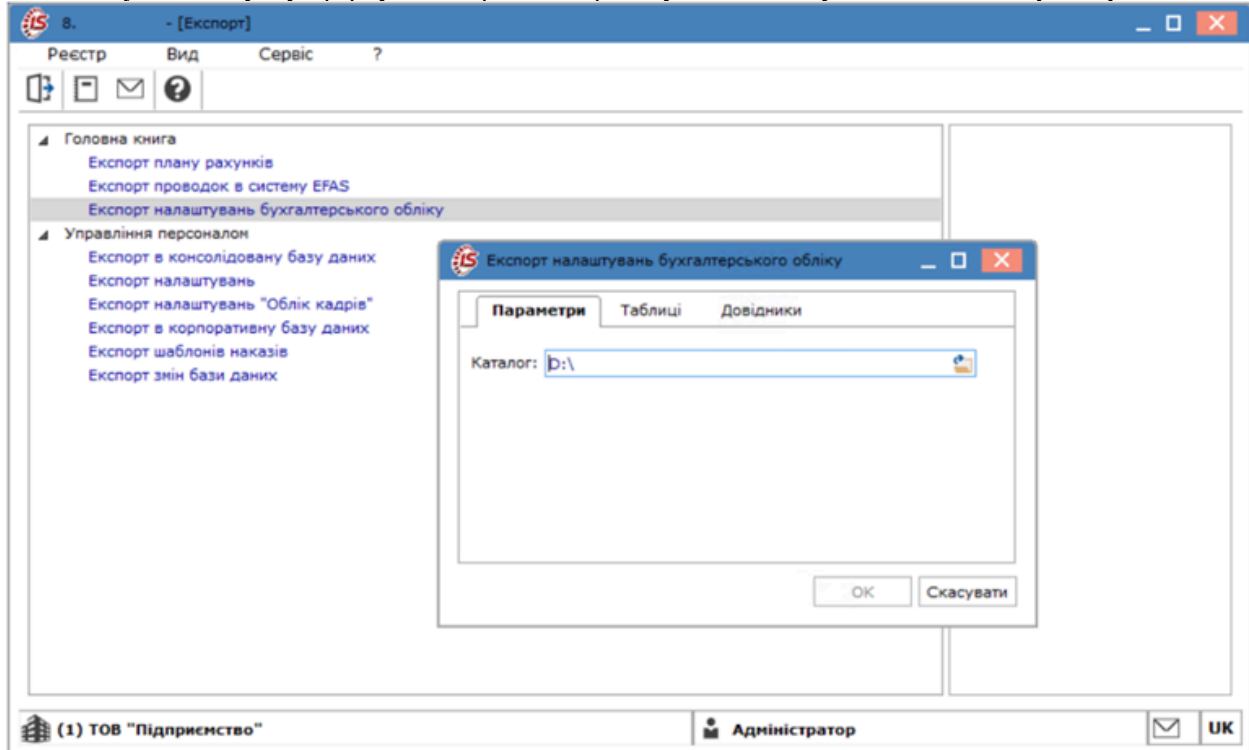 8. - [Експорт]
Реєстр Вид Сервіс ?
Головна книга
Експорт плану рахунків
Експорт проводок в систему EFAS
Експорт налаштувань бухгалтерського обліку
Управління персоналом
Експорт в консолідовану базу даних
Експорт налаштувань
Експорт налаштувань "Облік кадрів"
Експорт в корпоративну базу даних
Експорт шаблонів наказів
Експорт змін бази даних
Експорт налаштувань бухгалтерського обліку
Параметри Таблиці Довідники
Каталог: D:\
OK Скасувати
(1) ТОВ "Підприємство" Адміністратор UK